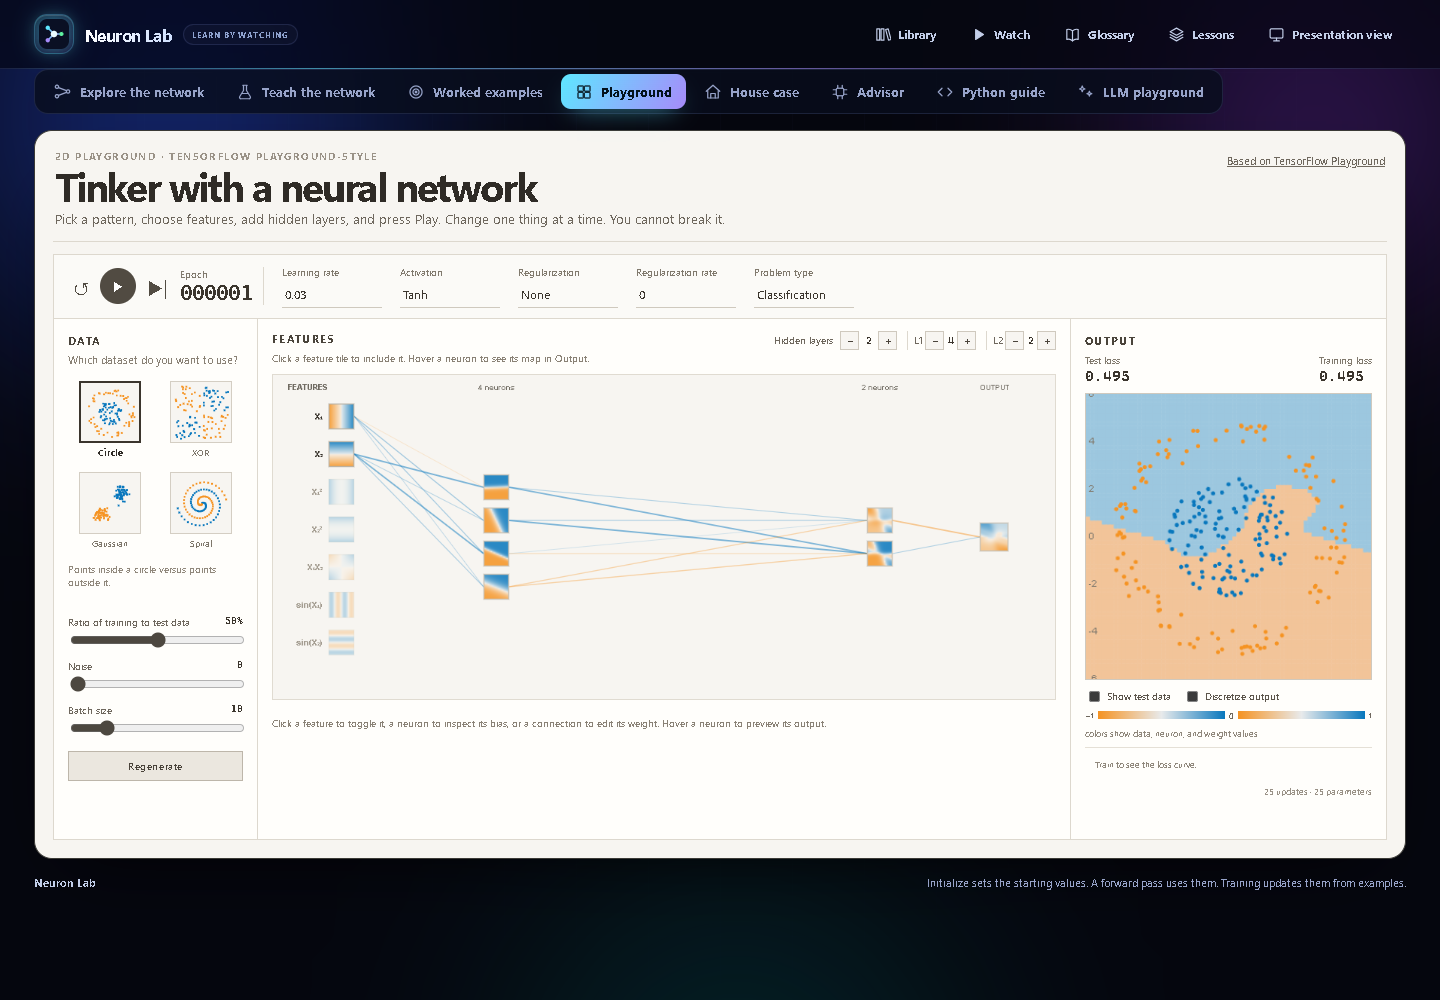 Neuron Lab
LEARN BY WATCHING
Library
Watch
Glossary
Lessons
Presentation view
Explore the network
Teach the network
Worked examples
Playground
House case
Advisor
Python guide
LLM playground
2D PLAYGROUND · TENSORFLOW PLAYGROUND-STYLE
Based on TensorFlow Playground
Tinker with a neural network
Pick a pattern, choose features, add hidden layers, and press Play. Change one thing at a time. You cannot break it.
Epoch
000001
Learning rate
0.03
Activation
Tanh
Regularization
None
Regularization rate
0
Problem type
Classification
DATA
Which dataset do you want to use?
Circle
XOR
Gaussian
Spiral
Points inside a circle versus points
outside it.
Ratio of training to test data 50%
Noise 0
Batch size 10
Regenerate
FEATURES
Hidden layers − 2 + L1 − 4 + L2 − 2 +
Click a feature tile to include it. Hover a neuron to see its map in Output.
FEATURES
4 neurons
2 neurons
OUTPUT
X₁
X₂
X₁²
X₂²
X₁X₂
sin(X₁)
sin(X₂)
Click a feature to toggle it, a neuron to inspect its bias, or a connection to edit its weight. Hover a neuron to preview its output.
OUTPUT
Test loss
0.495
Training loss
0.495
4
2
0
-2
-4
Show test data
Discretize output
−1 0 1
colors show data, neuron, and weight values
Train to see the loss curve.
25 updates · 25 parameters
Neuron Lab
Initialize sets the starting values. A forward pass uses them. Training updates them from examples.